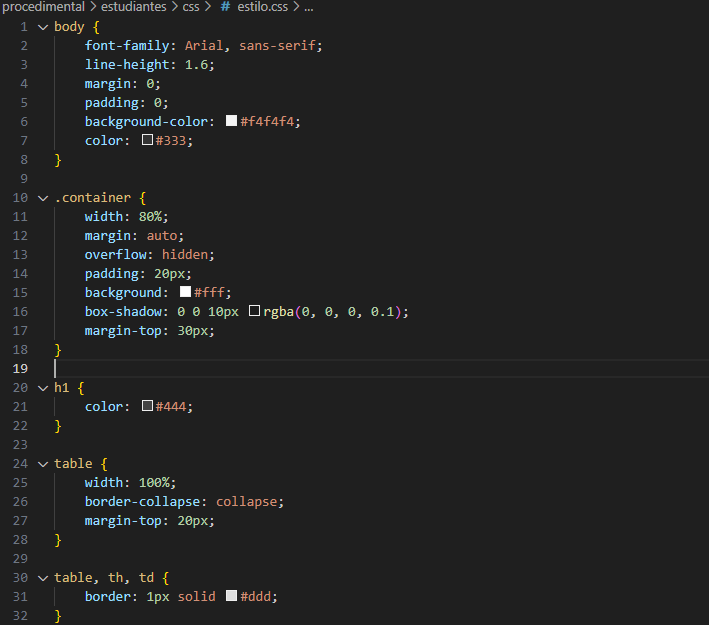 procedimental > estudiantes > css > # estilo.css > ...
1 body {
2 font-family: Arial, sans-serif;
3 line-height: 1.6;
4 margin: 0;
5 padding: 0;
6 background-color: #f4f4f4;
7 color: #333;
8 }
9
10 .container {
11 width: 80%;
12 margin: auto;
13 overflow: hidden;
14 padding: 20px;
15 background: #fff;
16 box-shadow: 0 0 10px rgba(0, 0, 0, 0.1);
17 margin-top: 30px;
18 }
19
20 h1 {
21 color: #444;
22 }
23
24 table {
25 width: 100%;
26 border-collapse: collapse;
27 margin-top: 20px;
28 }
29
30 table, th, td {
31 border: 1px solid #ddd;
32 }